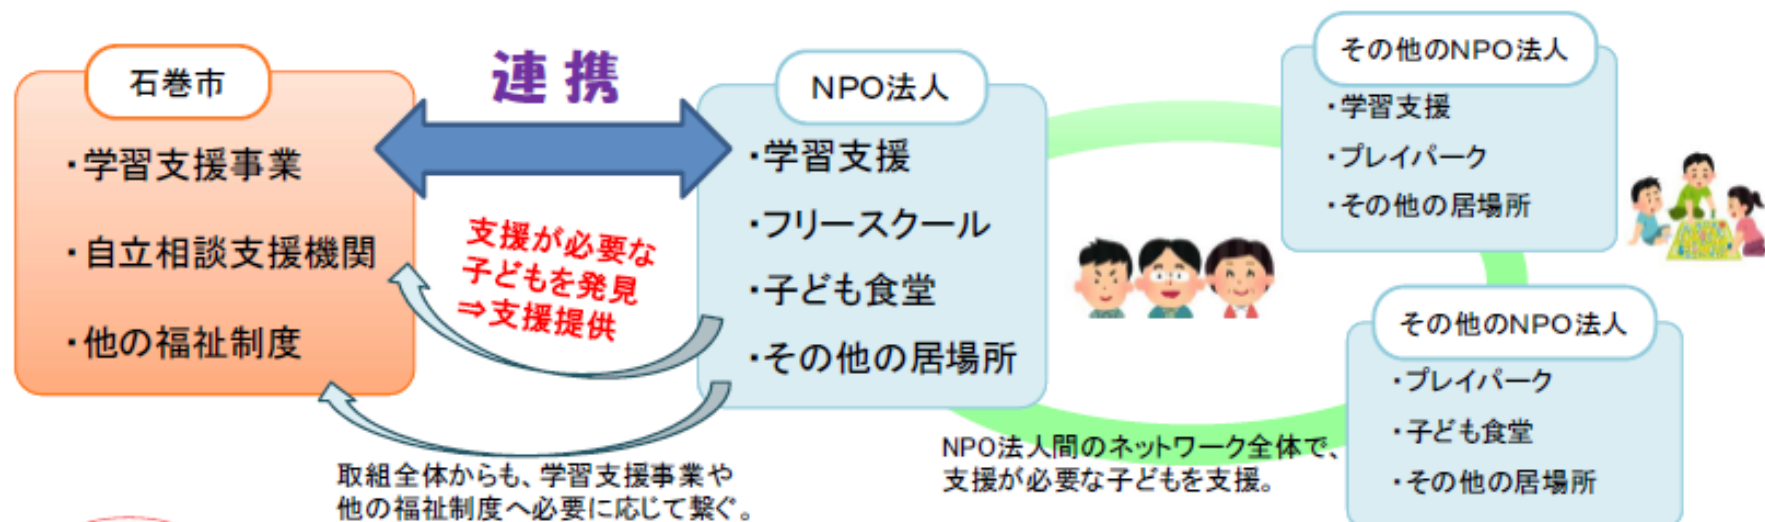 石巻市
・学習支援事業
・自立相談支援機関
・他の福祉制度
連携
支援が必要な
子どもを発見
⇒支援提供
取組全体からも、学習支援事業や
他の福祉制度へ必要に応じて繋ぐ。
NPO法人
・学習支援
・フリースクール
・子ども食堂
・その他の居場所
NPO法人間のネットワーク全体で、
支援が必要な子どもを支援。
その他のNPO法人
・学習支援
・プレイパーク
・その他の居場所
その他のNPO法人
・プレイパーク
・子ども食堂
・その他の居場所